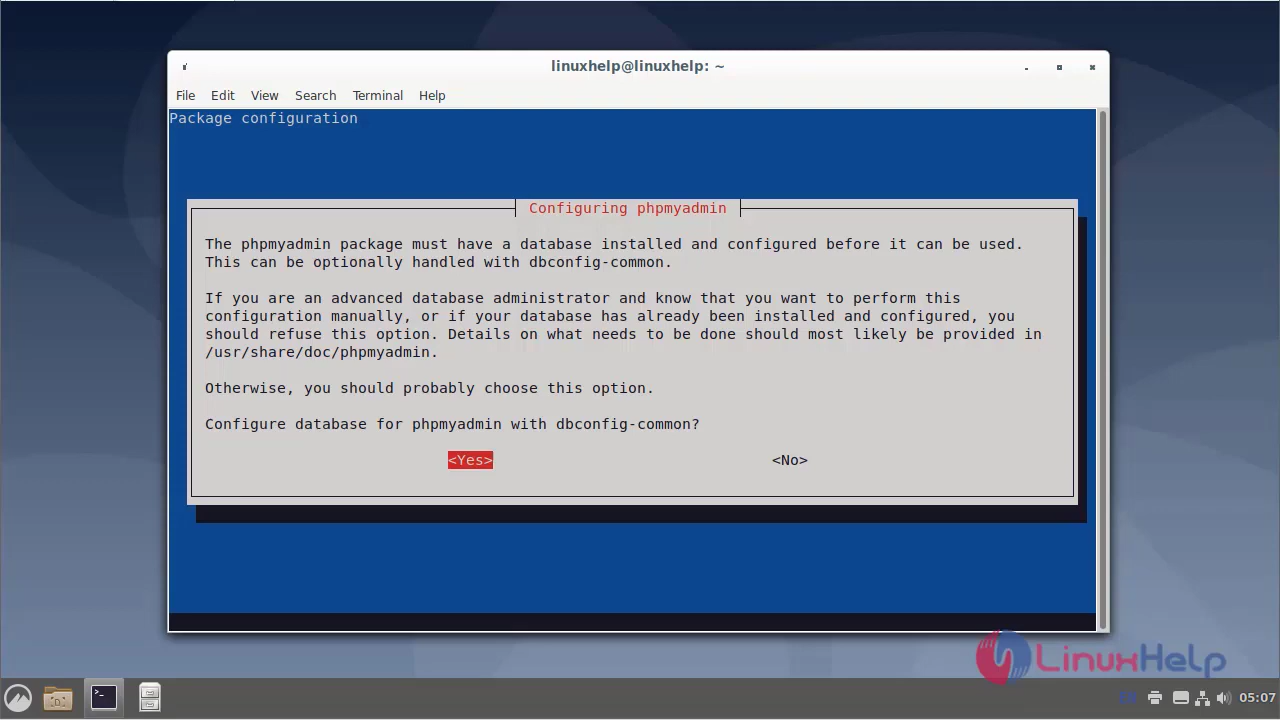 linuxhelp@linuxhelp: ~
File Edit View Search Terminal Help
Package configuration
Configuring phpmyadmin
The phpmyadmin package must have a database installed and configured before it can be used.
This can be optionally handled with dbconfig-common.
If you are an advanced database administrator and know that you want to perform this
configuration manually, or if your database has already been installed and configured, you
should refuse this option. Details on what needs to be done should most likely be provided in
/usr/share/doc/phpmyadmin.
Otherwise, you should probably choose this option.
Configure database for phpmyadmin with dbconfig-common?
<Yes> <No>
LinuxHelp
05:07